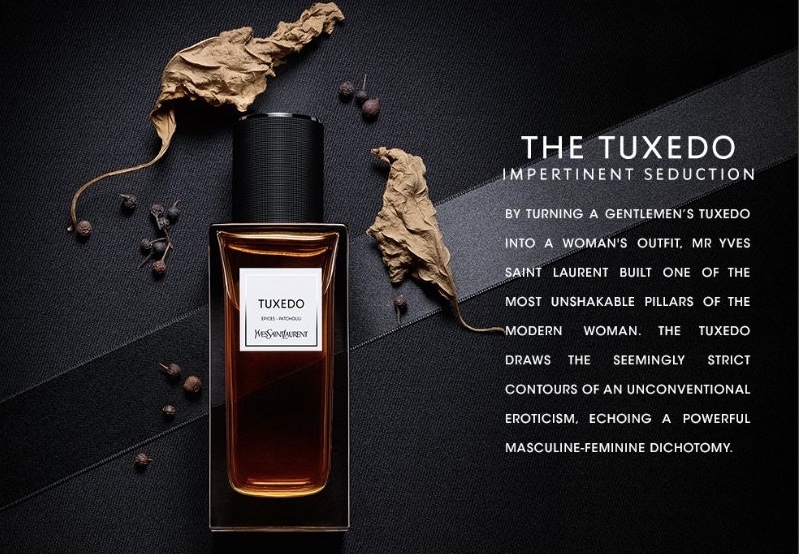 TUXEDO
ÉPICES - PATCHOULI
YVESSAINTLAURENT
THE TUXEDO
IMPERTINENT SEDUCTION
BY TURNING A GENTLEMEN'S TUXEDO
INTO A WOMAN'S OUTFIT, MR YVES
SAINT LAURENT BUILT ONE OF THE
MOST UNSHAKABLE PILLARS OF THE
MODERN WOMAN. THE TUXEDO
DRAWS THE SEEMINGLY STRICT
CONTOURS OF AN UNCONVENTIONAL
EROTICISM, ECHOING A POWERFUL
MASCULINE-FEMININE DICHOTOMY.